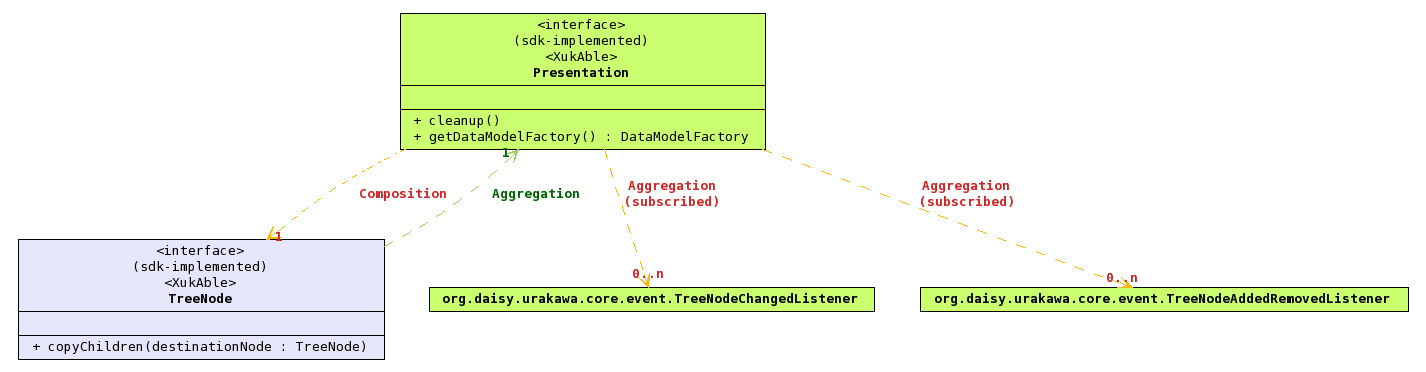 <interface>
(sdk-implemented)
<XukAble>
Presentation
+ cleanup()
+ getDataModelFactory() : DataModelFactory
1
Composition
Aggregation
Aggregation
(subscribed)
Aggregation
(subscribed)
1
0..n
0..n
<interface>
(sdk-implemented)
<XukAble>
TreeNode
+ copyChildren(destinationNode : TreeNode)
org.daisy.urakawa.core.event.TreeNodeChangedListener
org.daisy.urakawa.core.event.TreeNodeAddedRemovedListener